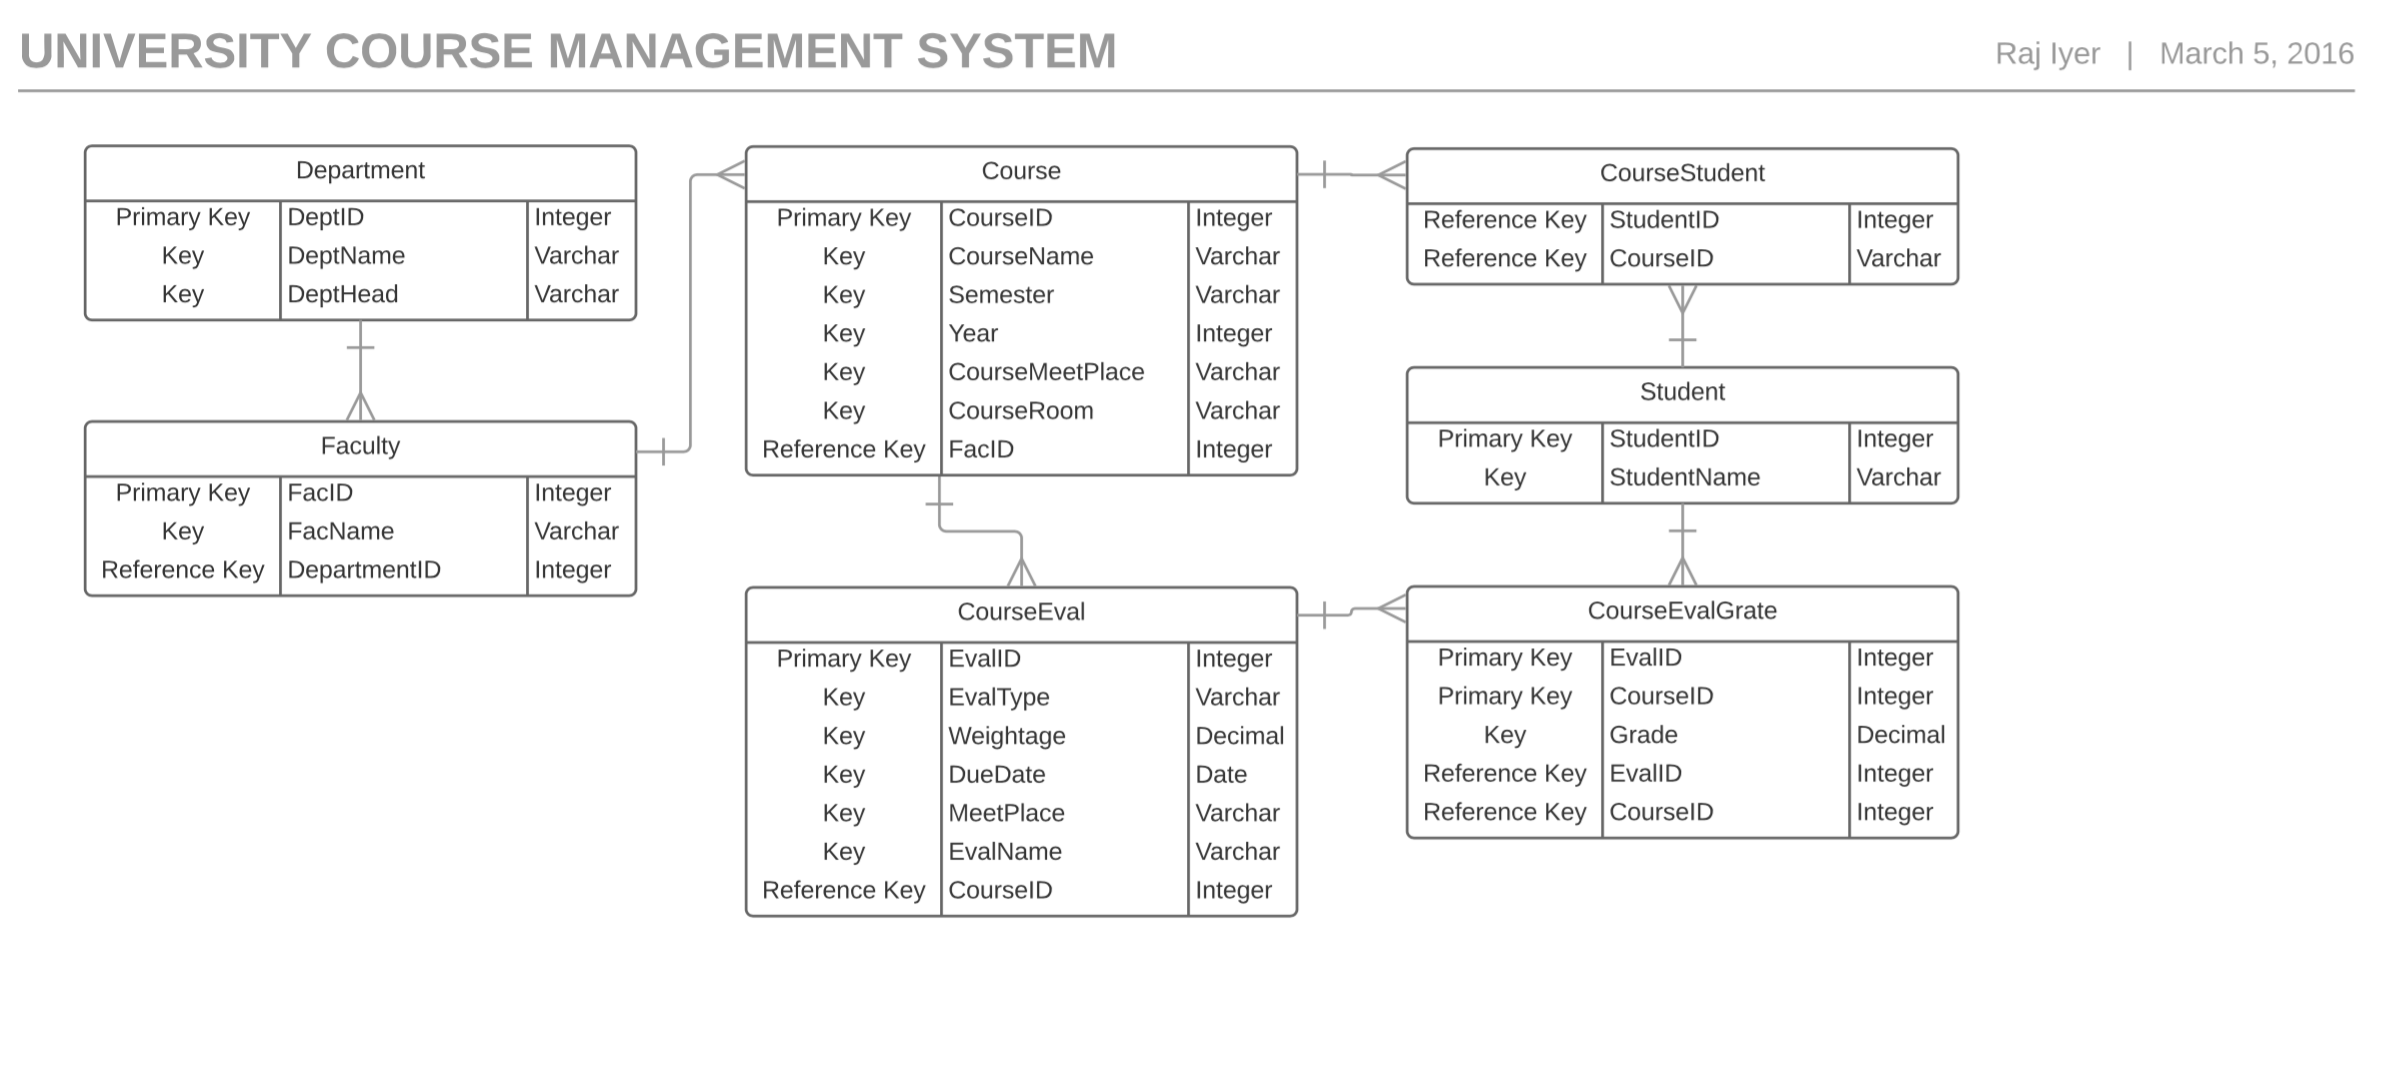 UNIVERSITY COURSE MANAGEMENT SYSTEM
Raj Iyer | March 5, 2016
Department
Primary Key DeptID Integer
Key DeptName Varchar
Key DeptHead Varchar
Faculty
Primary Key FacID Integer
Key FacName Varchar
Reference Key DepartmentID Integer
Course
Primary Key CourseID Integer
Key CourseName Varchar
Key Semester Varchar
Key Year Integer
Key CourseMeetPlace Varchar
Key CourseRoom Varchar
Reference Key FacID Integer
CourseEval
Primary Key EvalID Integer
Key EvalType Varchar
Key Weightage Decimal
Key DueDate Date
Key MeetPlace Varchar
Key EvalName Varchar
Reference Key CourseID Integer
CourseStudent
Reference Key StudentID Integer
Reference Key CourseID Varchar
Student
Primary Key StudentID Integer
Key StudentName Varchar
CourseEvalGrate
Primary Key EvalID Integer
Primary Key CourseID Integer
Key Grade Decimal
Reference Key EvalID Integer
Reference Key CourseID Integer